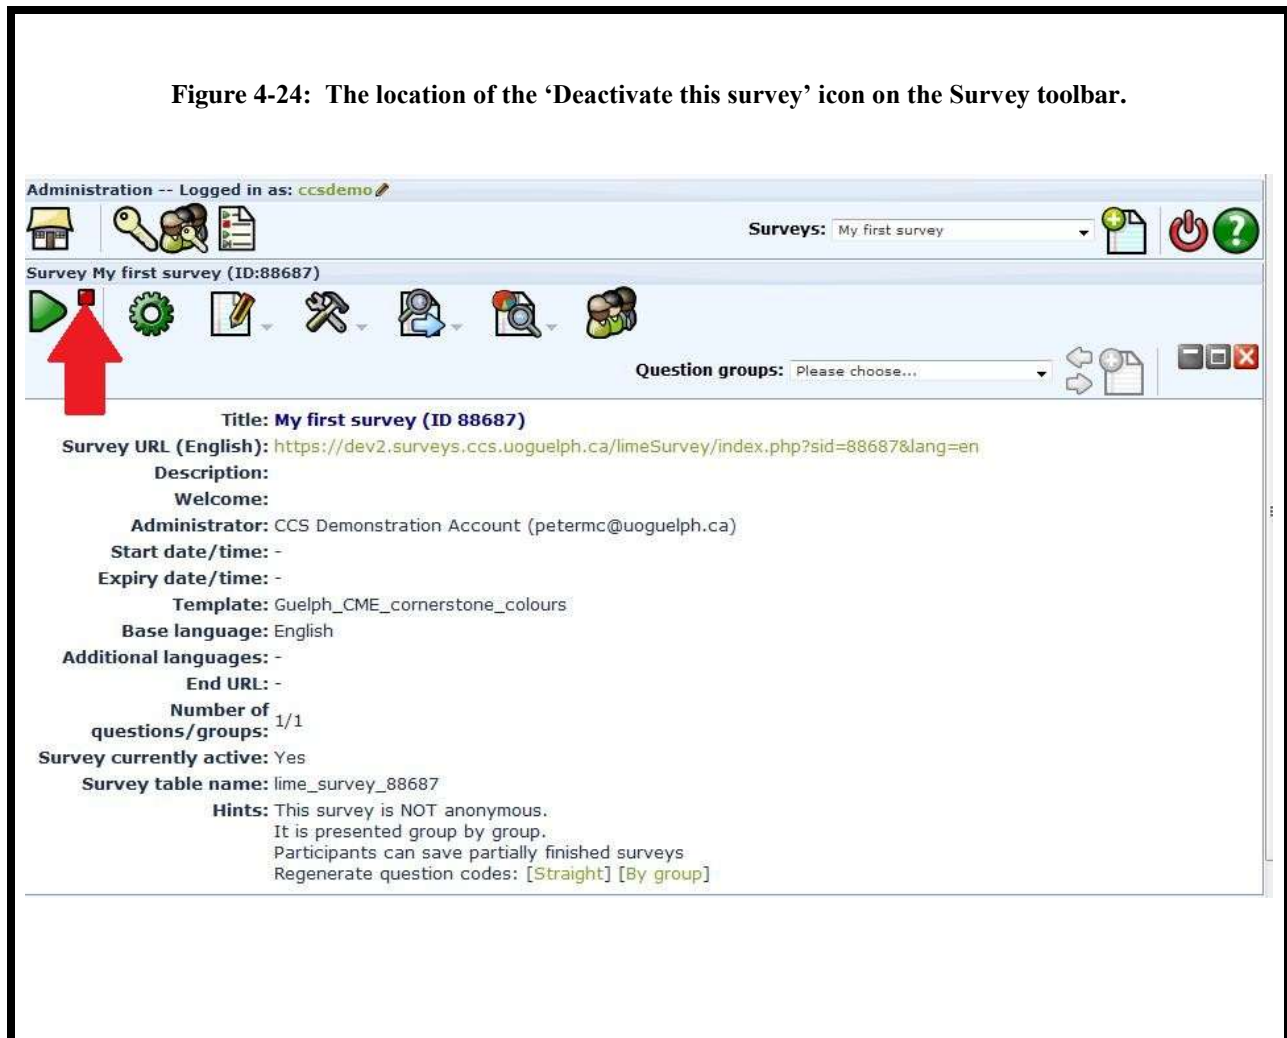 Figure 4-24:  The location of the ‘Deactivate this survey’ icon on the Survey toolbar.
Administration -- Logged in as: ccsdemo
Surveys: My first survey
Survey My first survey (ID:88687)
Question groups: Please choose...
Title: My first survey (ID 88687)
Survey URL (English): https://dev2.surveys.ccs.uoguelph.ca/limeSurvey/index.php?sid=88687&lang=en
Description:
Welcome:
Administrator: CCS Demonstration Account (petermc@uoguelph.ca)
Start date/time: -
Expiry date/time: -
Template: Guelph_CME_cornerstone_colours
Base language: English
Additional languages: -
End URL: -
Number of
questions/groups: 1/1
Survey currently active: Yes
Survey table name: lime_survey_88687
Hints: This survey is NOT anonymous.
It is presented group by group.
Participants can save partially finished surveys
Regenerate question codes: [Straight] [By group]